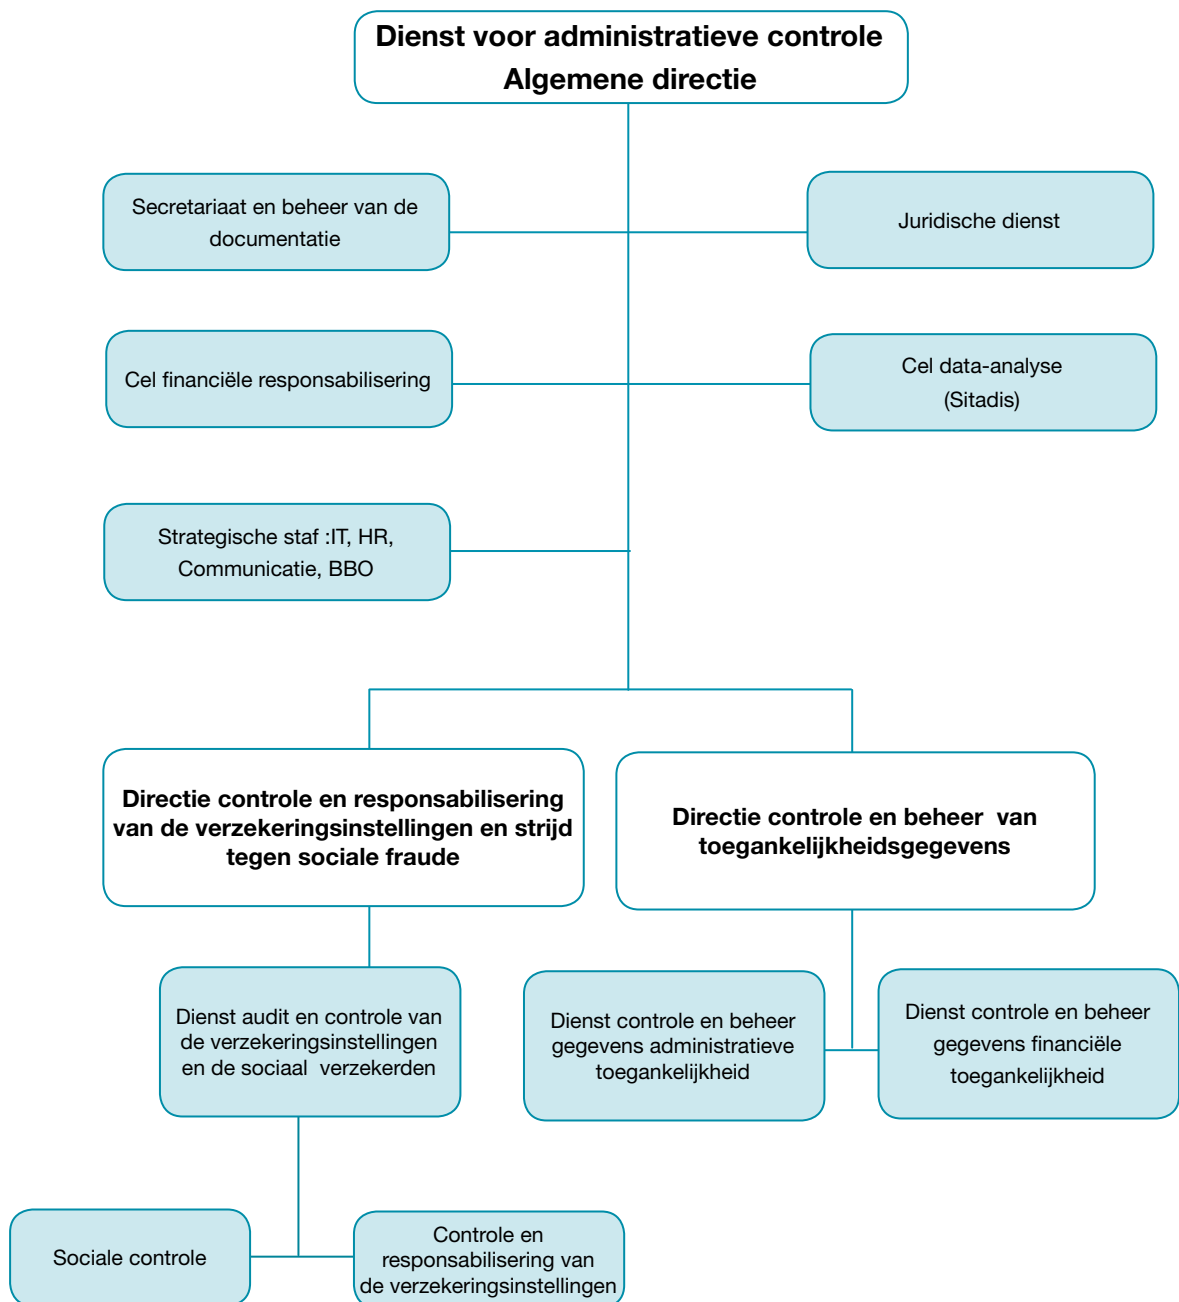 Dienst voor administratieve controle
Algemene directie
Secretariaat en beheer van de
documentatie
Juridische dienst
Cel financiële responsabilisering
Cel data-analyse
(Sitadis)
Strategische staf :IT, HR,
Communicatie, BBO
Directie controle en responsabilisering
van de verzekeringsinstellingen en strijd
tegen sociale fraude
Directie controle en beheer  van
toegankelijkheidsgegevens
Dienst audit en controle van
de verzekeringsinstellingen
en de sociaal  verzekerden
Dienst controle en beheer
gegevens administratieve
toegankelijkheid
Dienst controle en beheer
gegevens financiële
toegankelijkheid
Sociale controle
Controle en
responsabilisering van
de verzekeringsinstellingen